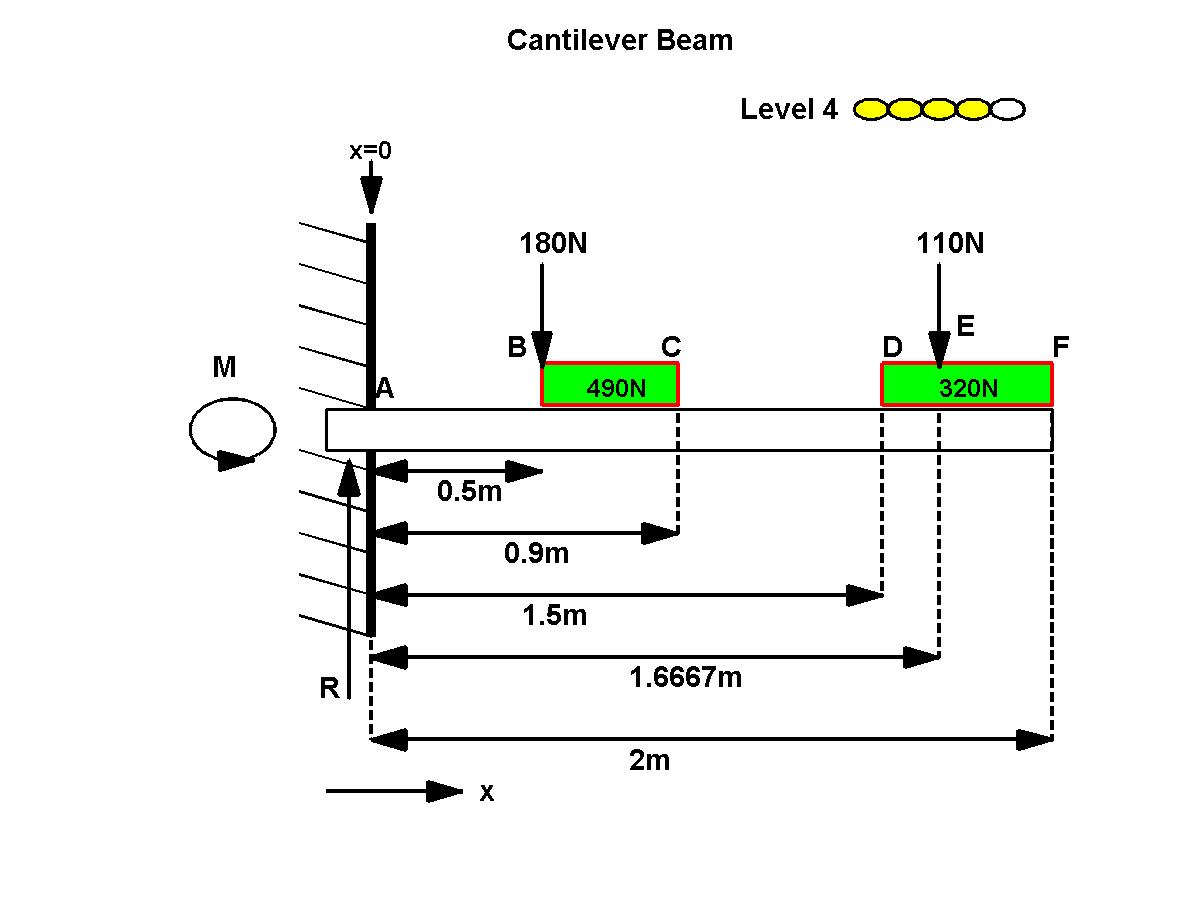 Cantilever Beam
Level 4
x=0
180N
110N
E
B
C
D
F
M
490N
320N
A
0.5m
0.9m
1.5m
1.6667m
R
2m
x